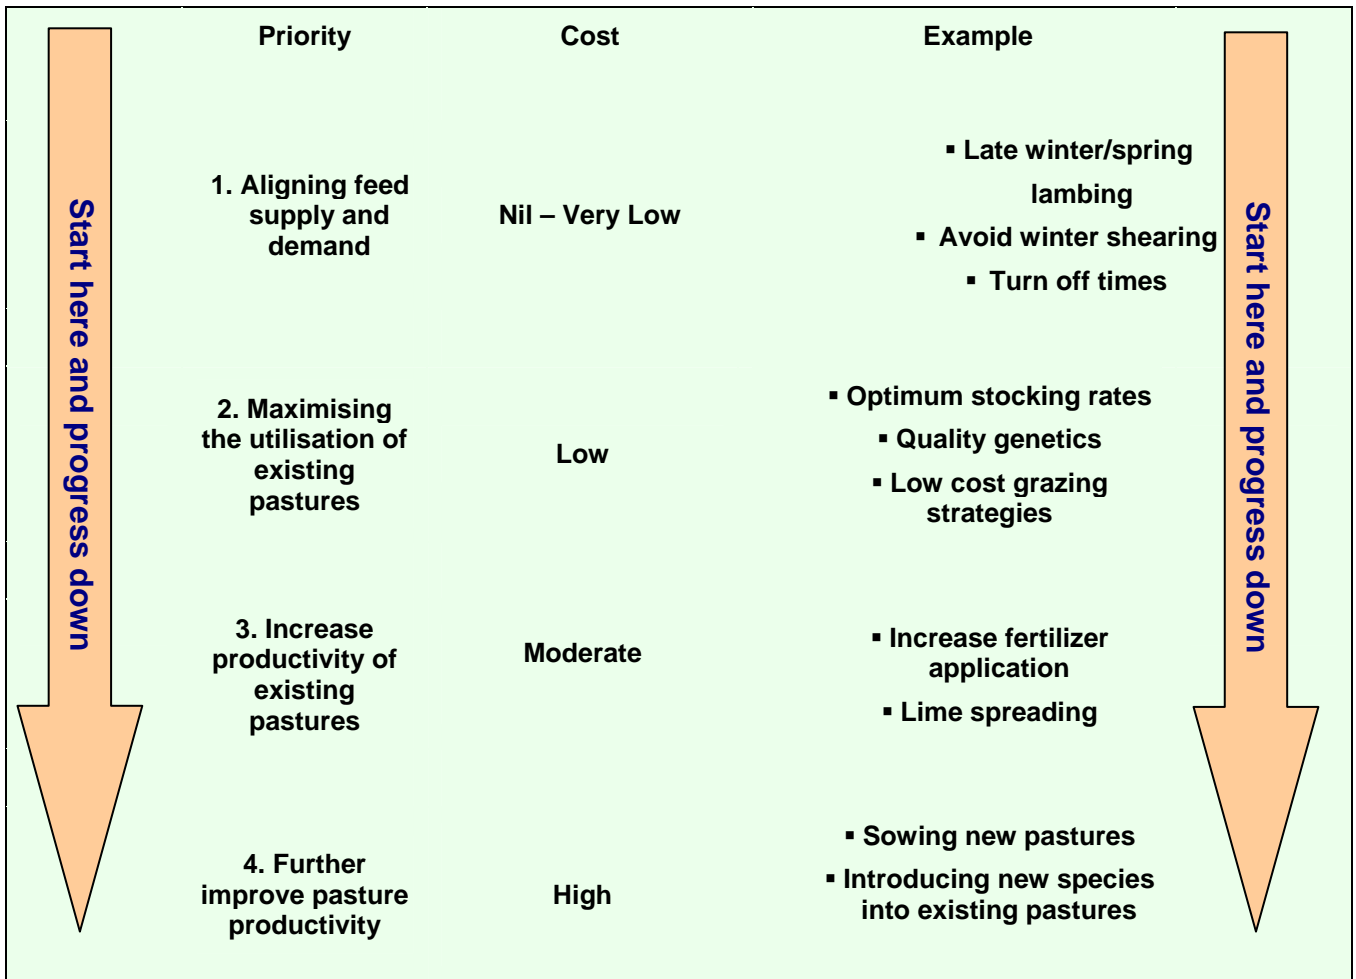 Priority
Cost
Example
Start here and progress down
1. Aligning feed
supply and
demand
Nil – Very Low
▪ Late winter/spring
lambing
▪ Avoid winter shearing
▪ Turn off times
2. Maximising
the utilisation of
existing
pastures
Low
▪ Optimum stocking rates
▪ Quality genetics
▪ Low cost grazing
strategies
3. Increase
productivity of
existing
pastures
Moderate
▪ Increase fertilizer
application
▪ Lime spreading
4. Further
improve pasture
productivity
High
▪ Sowing new pastures
▪ Introducing new species
into existing pastures
Start here and progress down